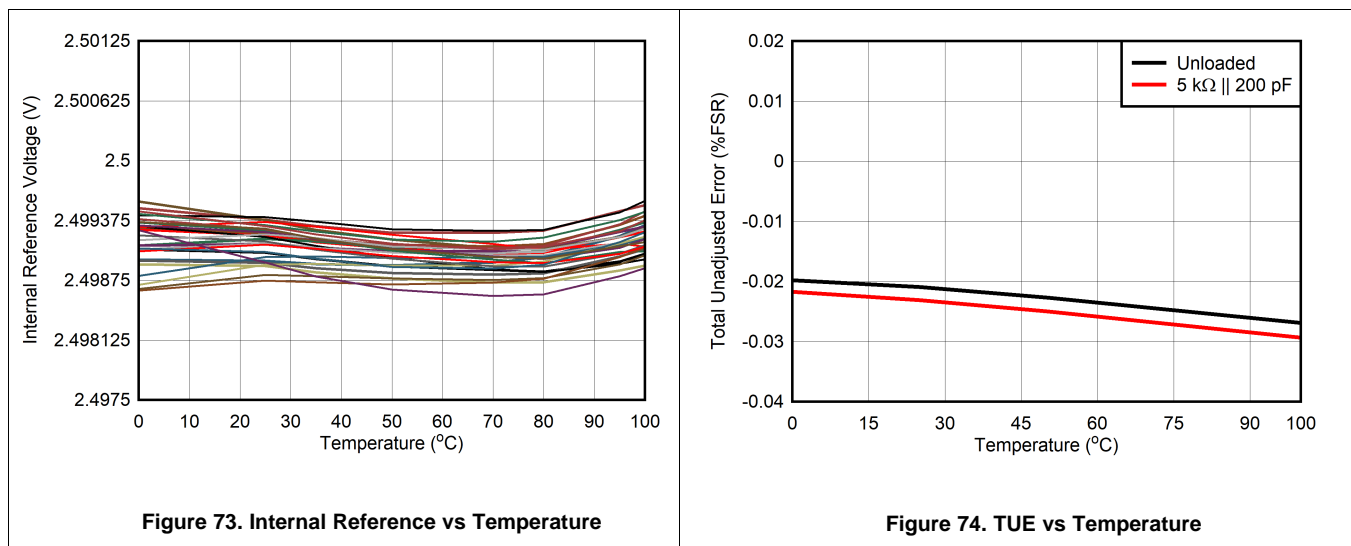 Internal Reference Voltage (V)
2.50125
2.500625
2.5
2.499375
2.49875
2.498125
2.4975
0 10 20 30 40 50 60 70 80 90 100
Temperature (°C)
Figure 73. Internal Reference vs Temperature
Total Unadjusted Error (%FSR)
0.02
0.01
0
-0.01
-0.02
-0.03
-0.04
Unloaded
5 kΩ || 200 pF
0 15 30 45 60 75 90 100
Temperature (°C)
Figure 74. TUE vs Temperature